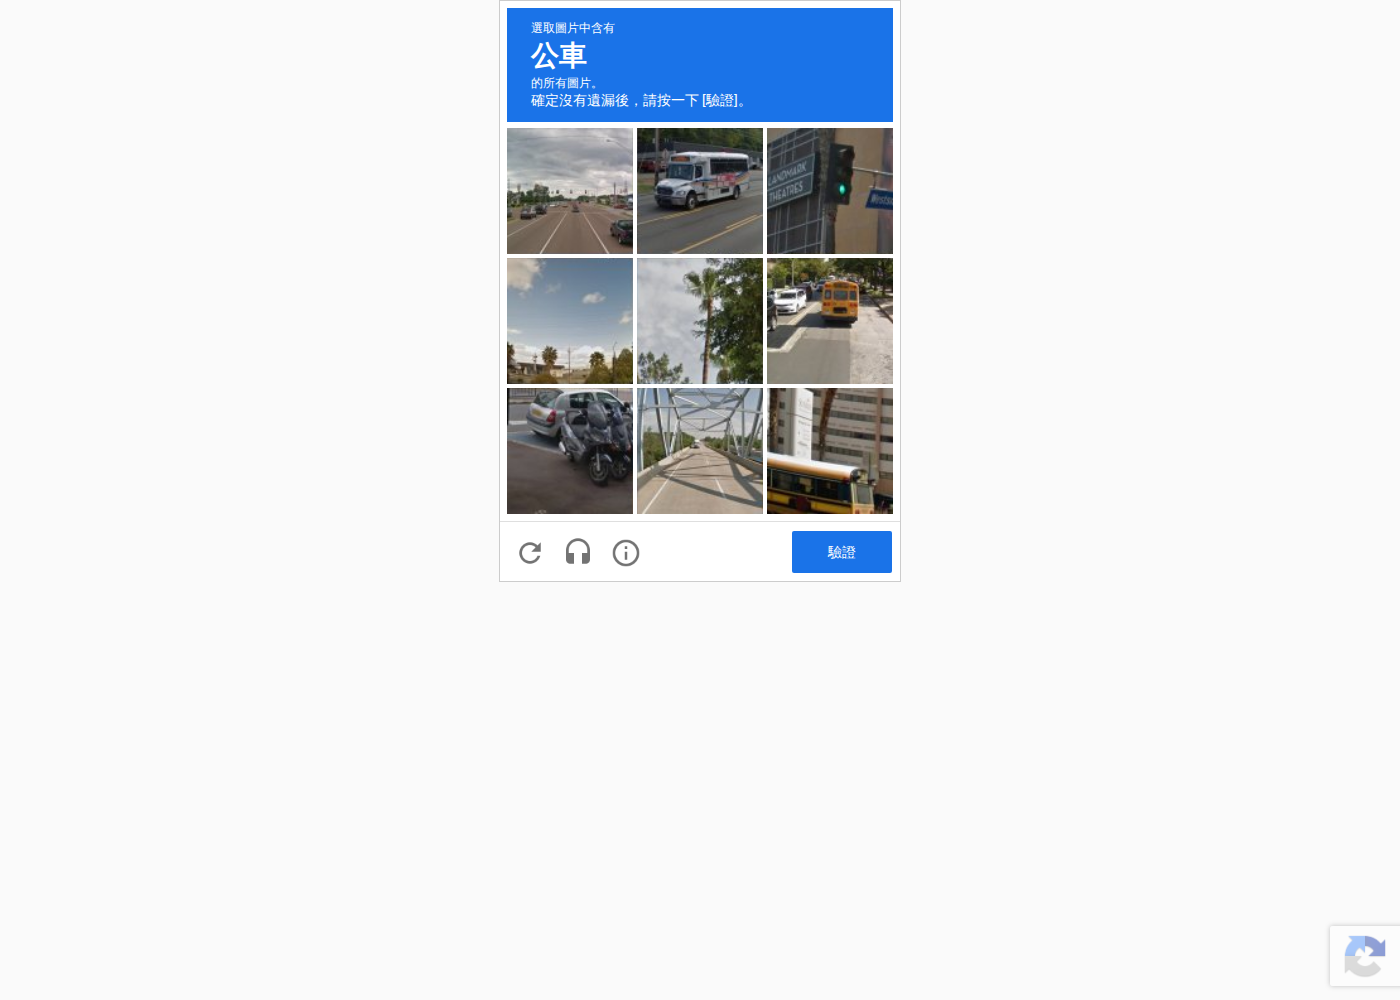 選取圖片中含有
公車
的所有圖片。
確定沒有遺漏後，請按一下 [驗證]。
LANDMARK
THEATRES
驗證